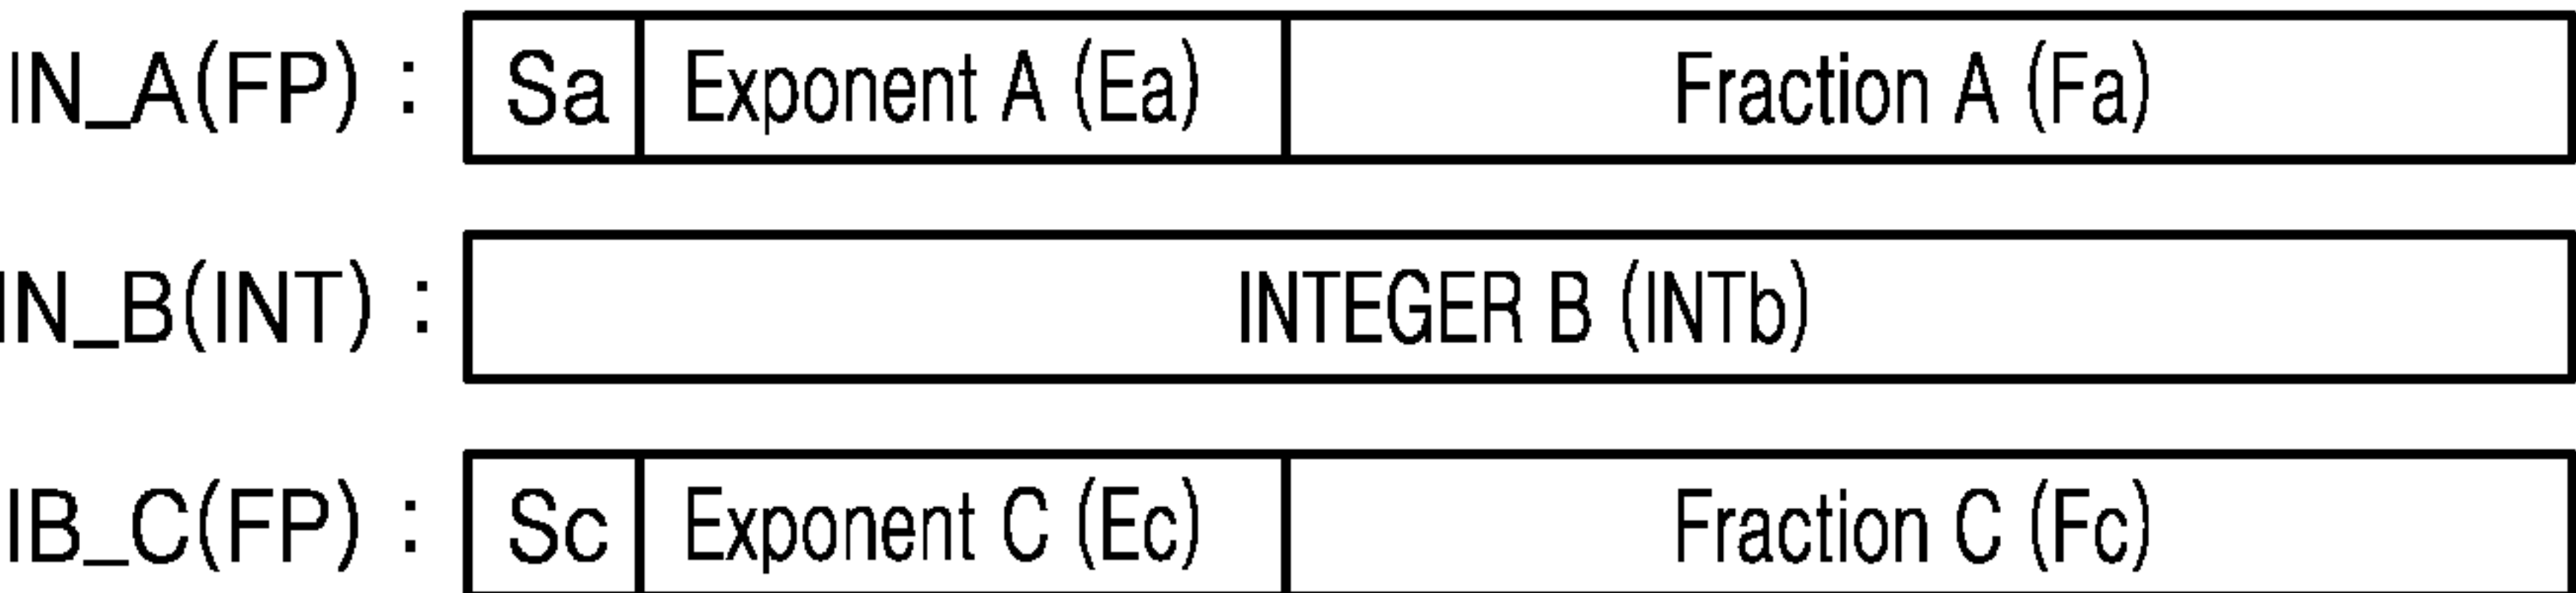 IN_A(FP) : Sa Exponent A (Ea) Fraction A (Fa)
IN_B(INT) : INTEGER B (INTb)
IB_C(FP) : Sc Exponent C (Ec) Fraction C (Fc)